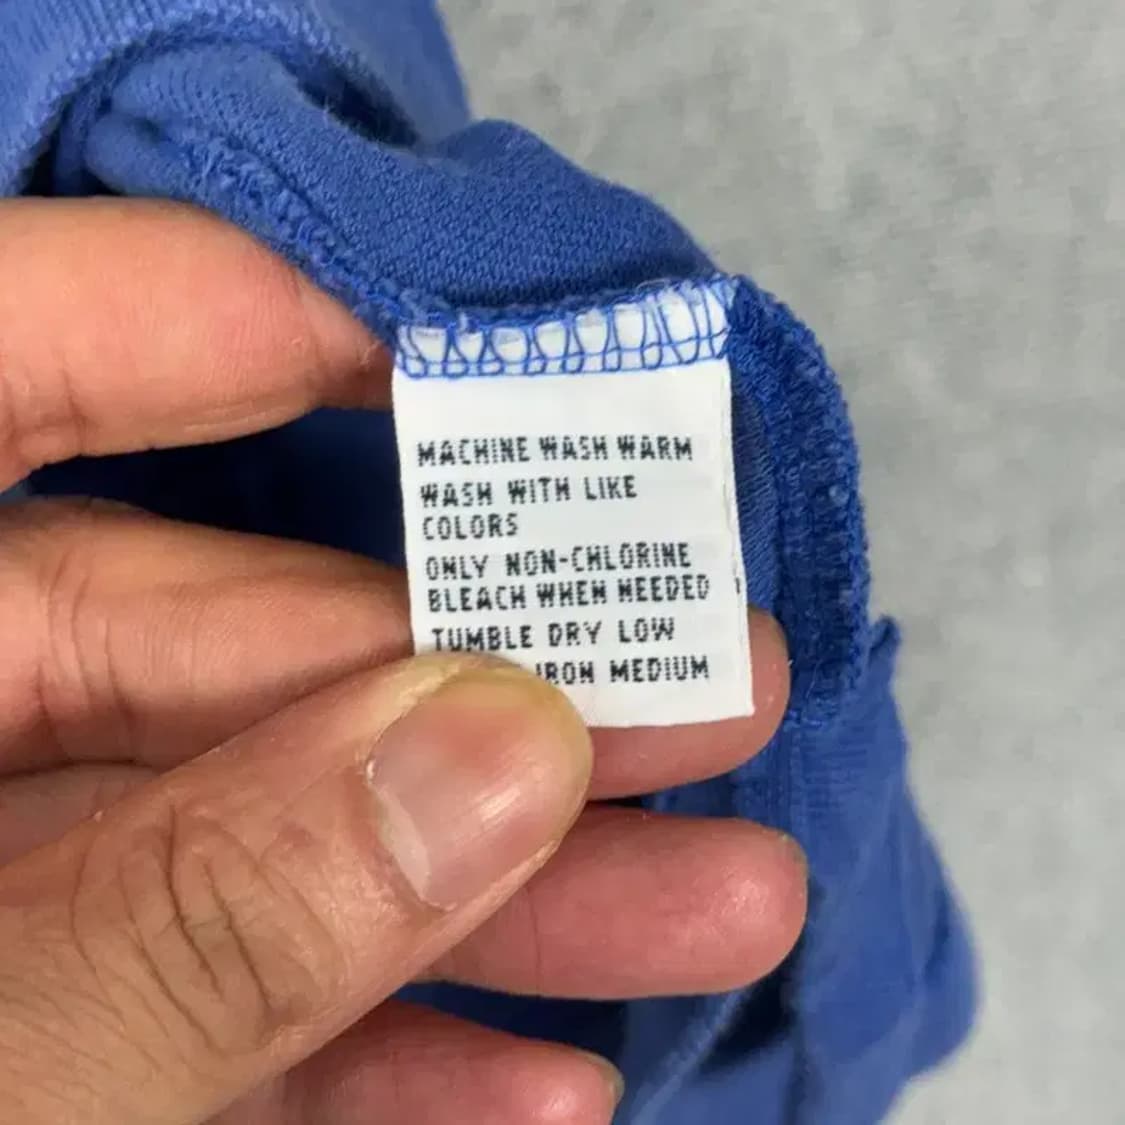 MACHINE WASH WARM
WASH WITH LIKE
COLORS
ONLY NON-CHLORINE
BLEACH WHEN NEEDED
TUMBLE DRY LOW
IRON MEDIUM